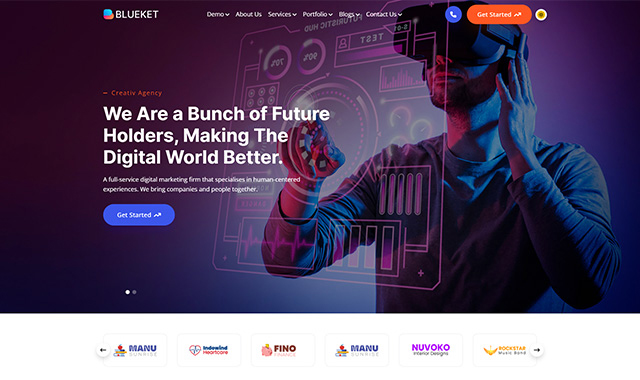 BLUEKET
Demo
About Us
Services
Portfolio
Blogs
Contact Us
Get Started
FUTURISTIC HUD
TEST
70%
90%
— Creativ Agency
We Are a Bunch of Future
Holders, Making The
Digital World Better.
A full-service digital marketing firm that specialises in human-centered
experiences. We bring companies and people together.
Get Started
MANU
SUNRISE
Indowind
Heartcare
FINO
FINANCE
MANU
SUNRISE
NUVOKO
Interior Designs
ROCKSTAR
Music Band